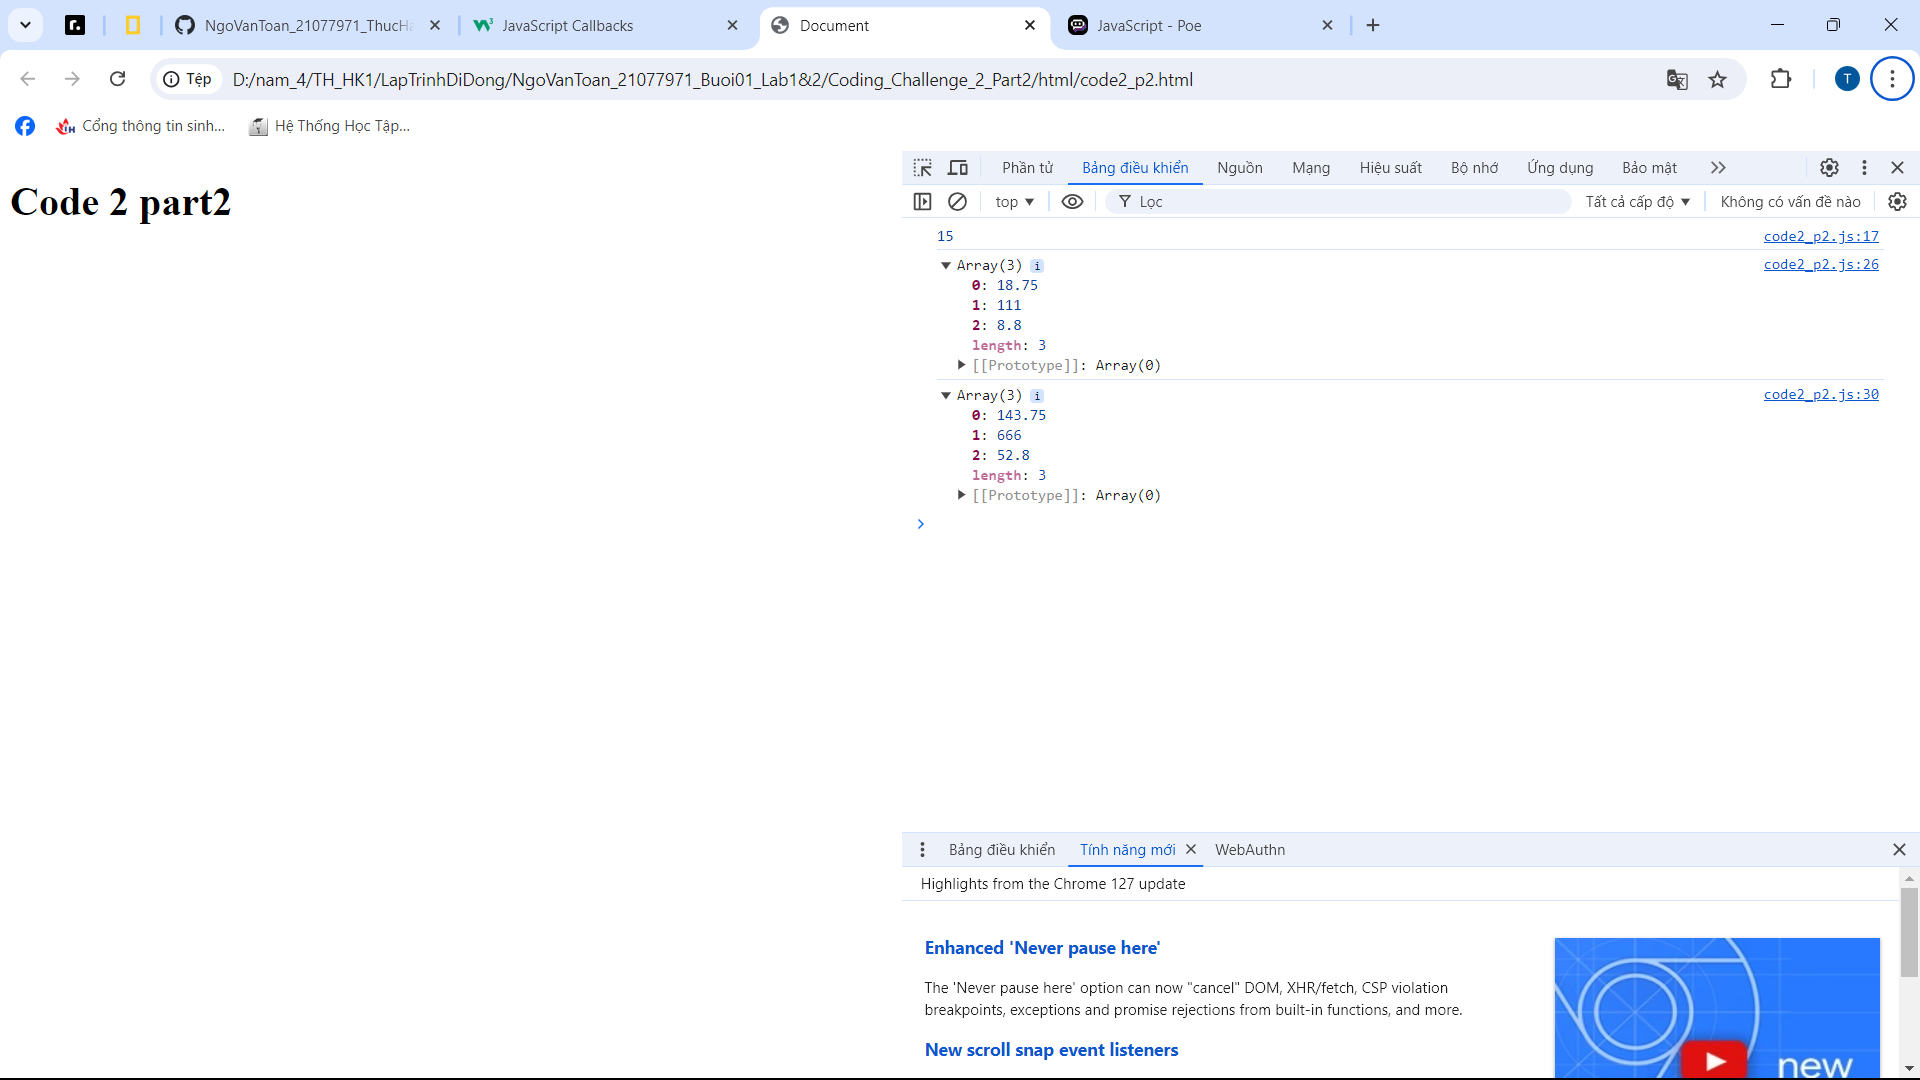 NgoVanToan_21077971_ThucHa
JavaScript Callbacks
Document
JavaScript - Poe
Tệp
D:/nam_4/TH_HK1/LapTrinhDiDong/NgoVanToan_21077971_Buoi01_Lab1&2/Coding_Challenge_2_Part2/html/code2_p2.html
T
Cổng thông tin sinh...
Hệ Thống Học Tập...
Code 2 part2
Phần tử
Bảng điều khiển
Nguồn
Mạng
Hiệu suất
Bộ nhớ
Ứng dụng
Bảo mật
top
Lọc
Tất cả cấp độ
Không có vấn đề nào
15 code2_p2.js:17
Array(3) i code2_p2.js:26
0: 18.75
1: 111
2: 8.8
length: 3
[[Prototype]]: Array(0)
Array(3) i code2_p2.js:30
0: 143.75
1: 666
2: 52.8
length: 3
[[Prototype]]: Array(0)
Bảng điều khiển
Tính năng mới
WebAuthn
Highlights from the Chrome 127 update
Enhanced 'Never pause here'
The 'Never pause here' option can now "cancel" DOM, XHR/fetch, CSP violation
breakpoints, exceptions and promise rejections from built-in functions, and more.
New scroll snap event listeners
new